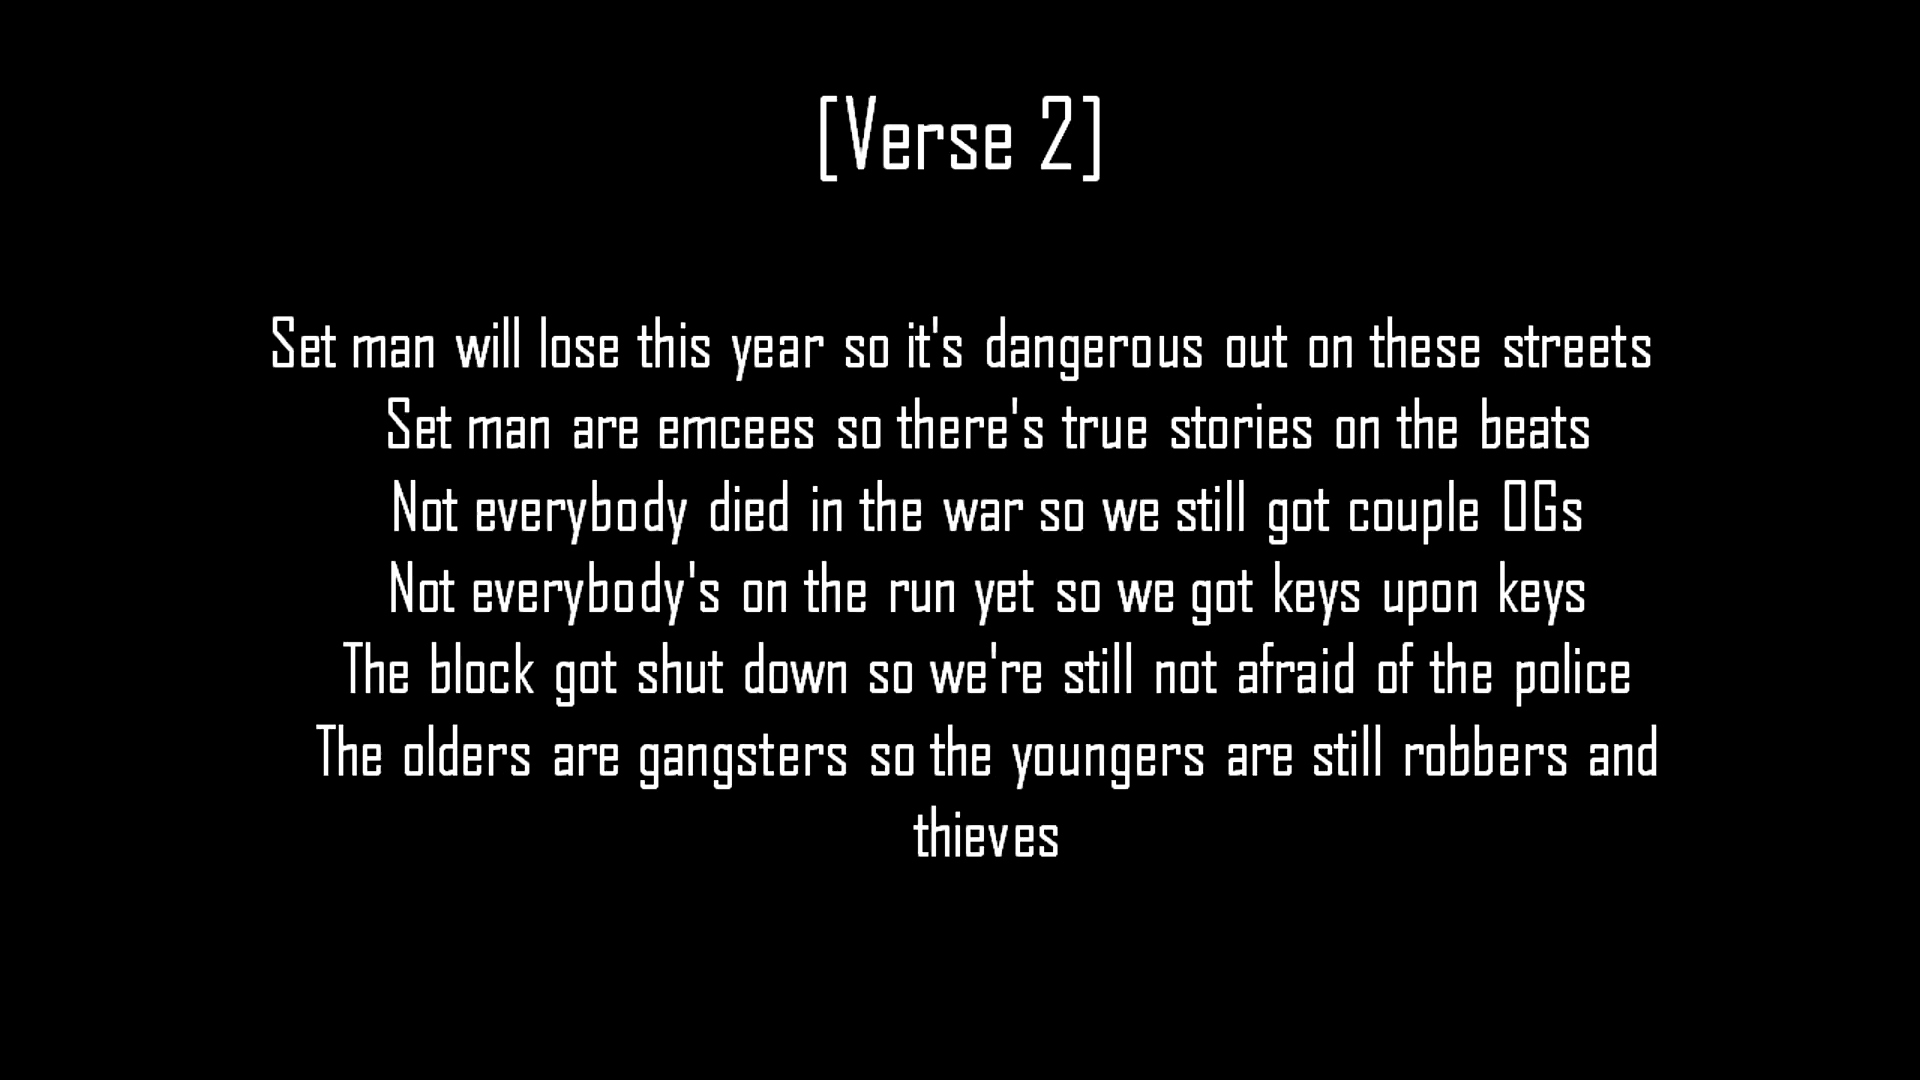 [Verse 2]
Set man will lose this year so it's dangerous out on these streets
Set man are emcees so there's true stories on the beats
Not everybody died in the war so we still got couple OGs
Not everybody's on the run yet so we got keys upon keys
The block got shut down so we're still not afraid of the police
The olders are gangsters so the youngers are still robbers and
thieves